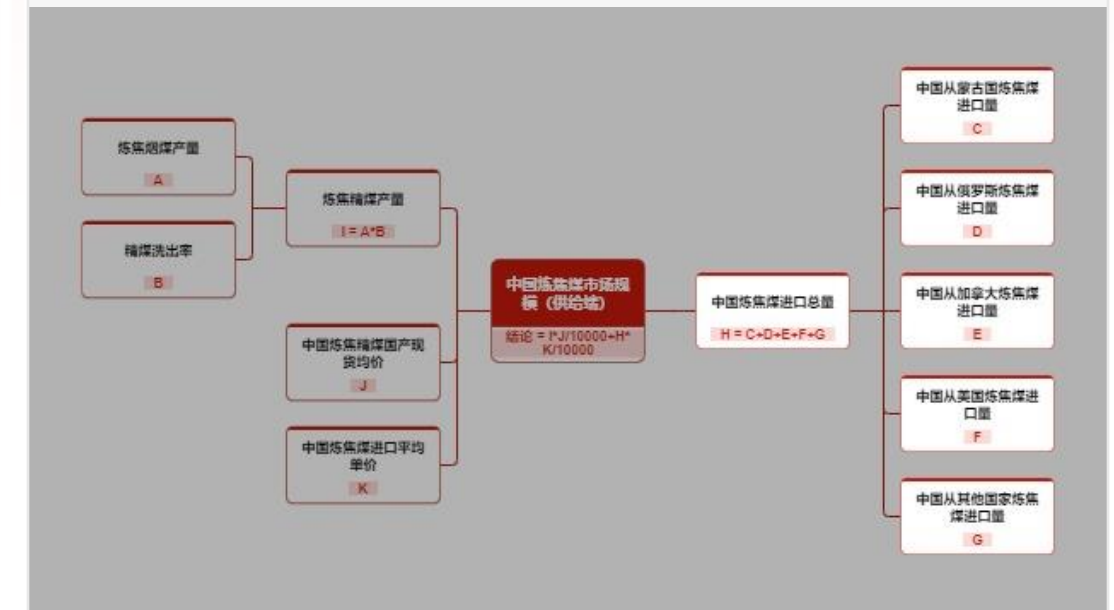 炼焦烟煤产量
A
精煤洗出率
B
炼焦精煤产量
I = A*B
中国炼焦精煤国产现
货均价
J
中国炼焦煤进口平均
单价
K
中国炼焦煤市场规
模（供给端）
结论 = I*J/10000+H*
K/10000
中国炼焦煤进口总量
H = C+D+E+F+G
中国从蒙古国炼焦煤
进口量
C
中国从俄罗斯炼焦煤
进口量
D
中国从加拿大炼焦煤
进口量
E
中国从美国炼焦煤进
口量
F
中国从其他国家炼焦
煤进口量
G